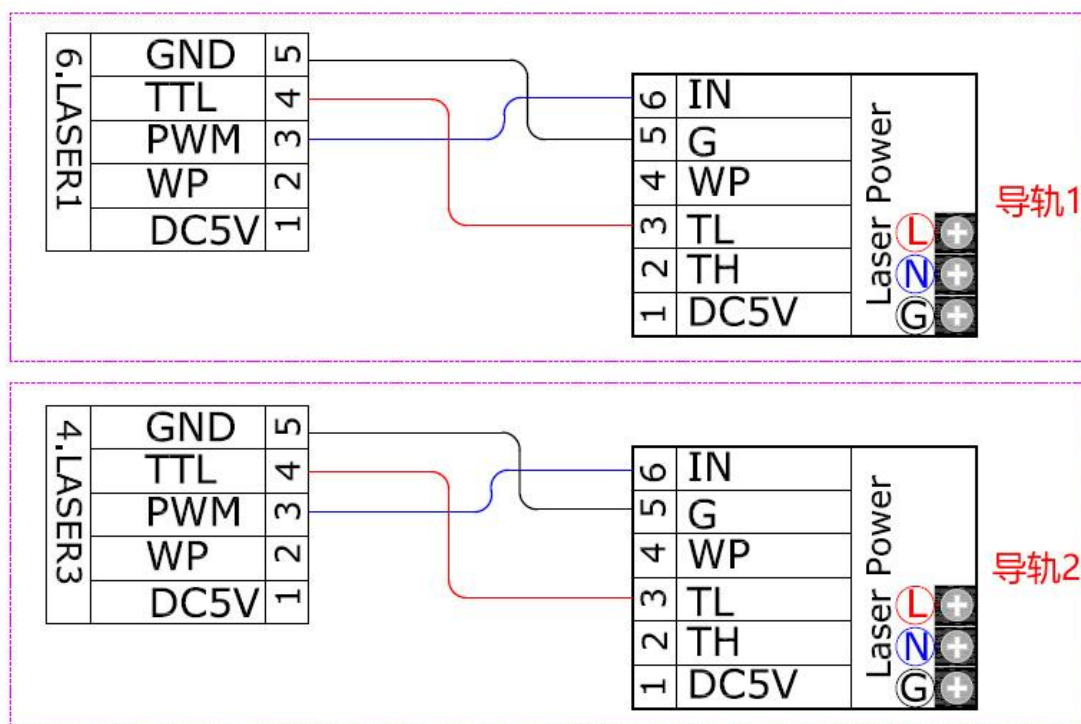 6.LASER1
GND 5
TTL 4
PWM 3
WP 2
DC5V 1
6 IN
5 G
4 WP
3 TL
2 TH
1 DC5V
Laser Power
L
N
G
导轨1
4.LASER3
GND 5
TTL 4
PWM 3
WP 2
DC5V 1
6 IN
5 G
4 WP
3 TL
2 TH
1 DC5V
Laser Power
L
N
G
导轨2